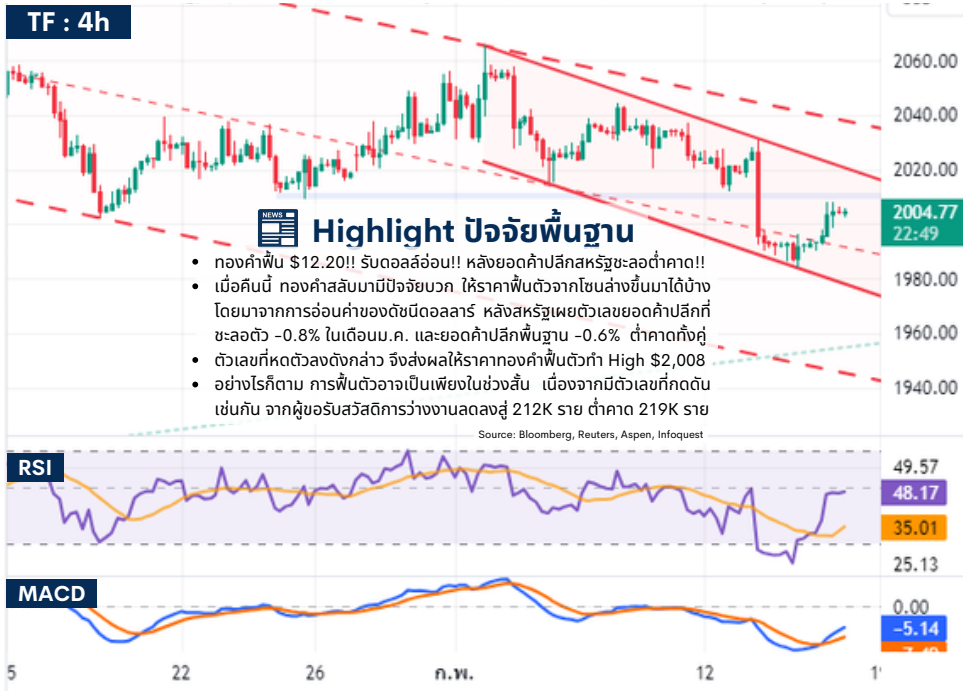 TF : 4h
2060.00
2040.00
2020.00
2004.77
22:49
1980.00
1960.00
1940.00
NEWS
Highlight ปัจจัยพื้นฐาน
• ทองคำฟื้น $12.20!! รับดอลล์อ่อน!! หลังยอดค้าปลีกสหรัฐชะลอต่ำคาด!!
• เมื่อคืนนี้ ทองคำสลับมามีปัจจัยบวก ให้ราคาฟื้นตัวจากโซนล่างขึ้นมาได้บ้าง
โดยมาจากการอ่อนค่าของดัชนีดอลลาร์ หลังสหรัฐเผยตัวเลขยอดค้าปลีกที่
ชะลอตัว -0.8% ในเดือนม.ค. และยอดค้าปลีกพื้นฐาน -0.6% ต่ำคาดทั้งคู่
• ตัวเลขที่หดตัวลงดังกล่าว จึงส่งผลให้ราคาทองคำฟื้นตัวทำ High $2,008
• อย่างไรก็ตาม การฟื้นตัวอาจเป็นเพียงในช่วงสั้น เนื่องจากมีตัวเลขที่กดดัน
เช่นกัน จากผู้ขอรับสวัสดิการว่างงานลดลงสู่ 212K ราย ต่ำคาด 219K ราย
Source: Bloomberg, Reuters, Aspen, Infoquest
RSI
49.57
48.17
35.01
25.13
MACD
0.00
-5.14
22
26
ก.พ.
12